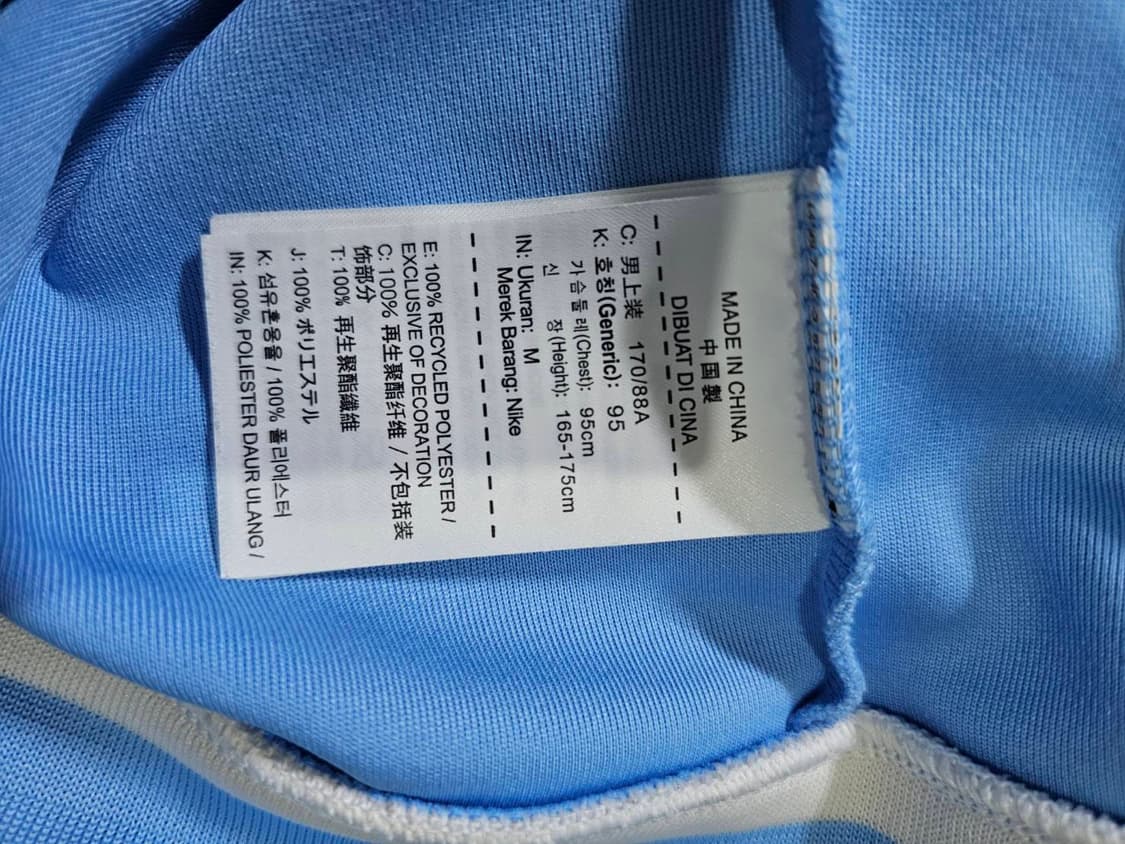 MADE IN CHINA
中国製
DIBUAT DI CINA
C: 男上装 170/88A
K: 호칭(Generic): 95
가슴둘레(Chest): 95cm
신 장(Height): 165-175cm
IN: Ukuran: M
Merek Barang: Nike
E: 100% RECYCLED POLYESTER /
EXCLUSIVE OF DECORATION
C: 100% 再生聚酯纤维 / 不包括装
饰部分
T: 100% 再生聚酯纖維
J: 100% ポリエステル
K: 섬유혼용율 / 100% 폴리에스터
IN: 100% POLIESTER DAUR ULANG /